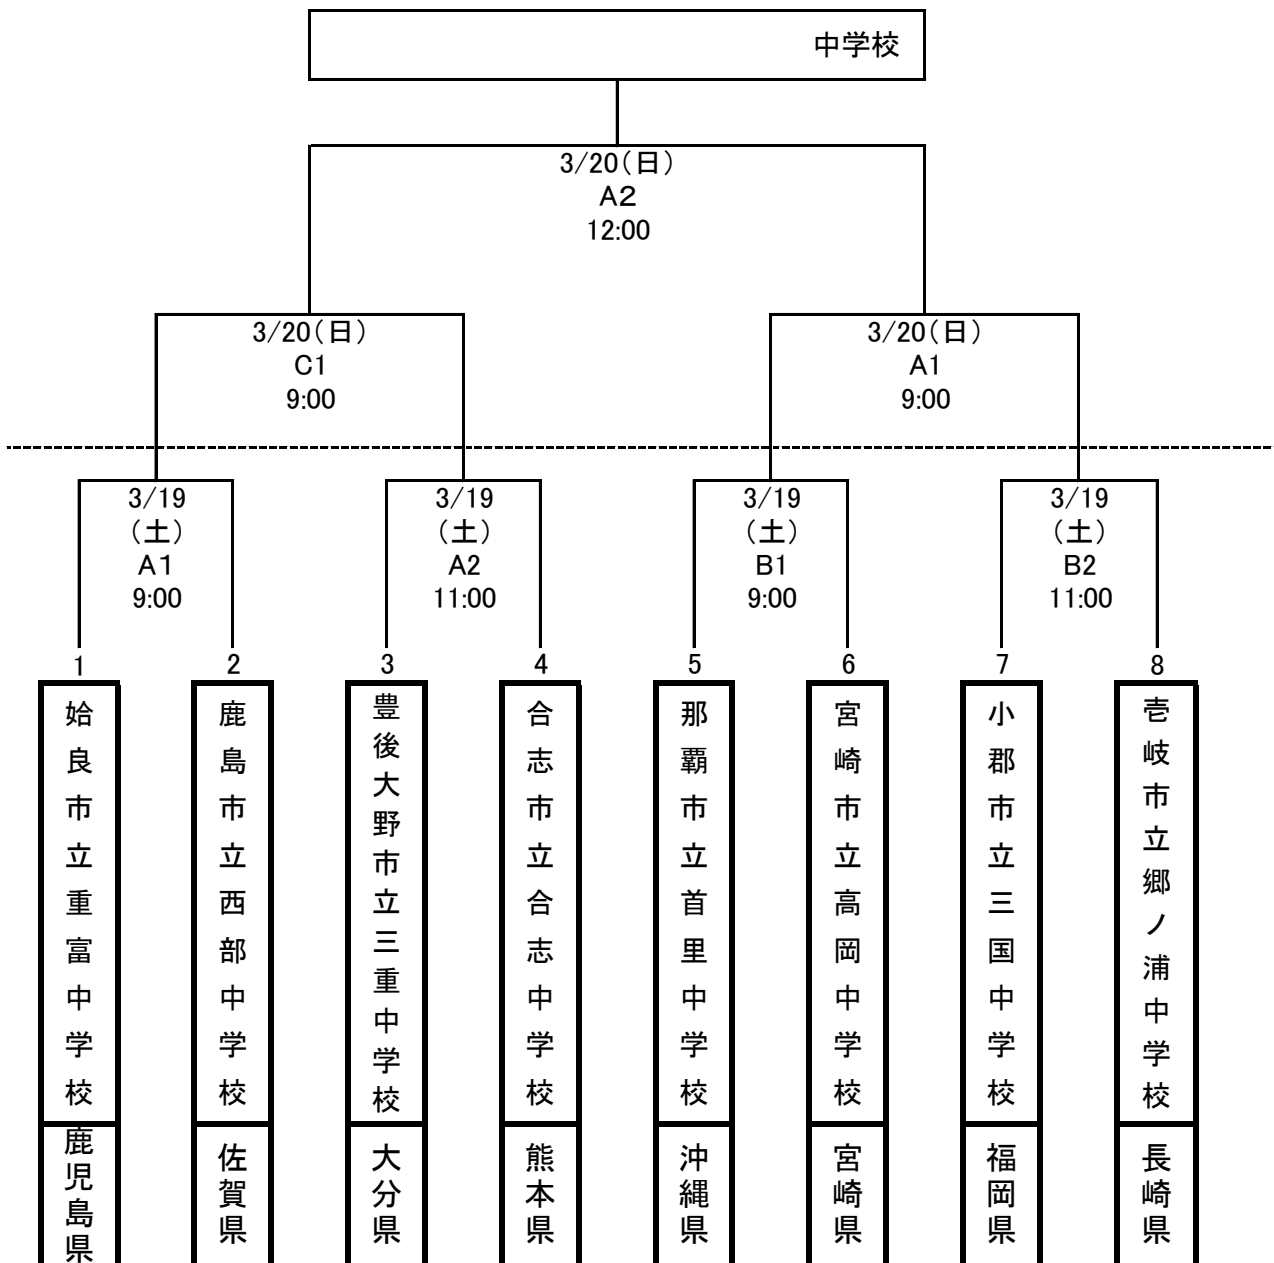 中学校
3/20(日)
A2
12:00
3/20(日)
C1
9:00
3/20(日)
A1
9:00
3/19
(土)
A1
9:00
3/19
(土)
A2
11:00
3/19
(土)
B1
9:00
3/19
(土)
B2
11:00
1
2
3
4
5
6
7
8
姶良市立重富中学校
鹿島市立西部中学校
豊後大野市立三重中学校
合志市立合志中学校
那覇市立首里中学校
宮崎市立高岡中学校
小郡市立三国中学校
壱岐市立郷ノ浦中学校
鹿児島県
佐賀県
大分県
熊本県
沖縄県
宮崎県
福岡県
長崎県